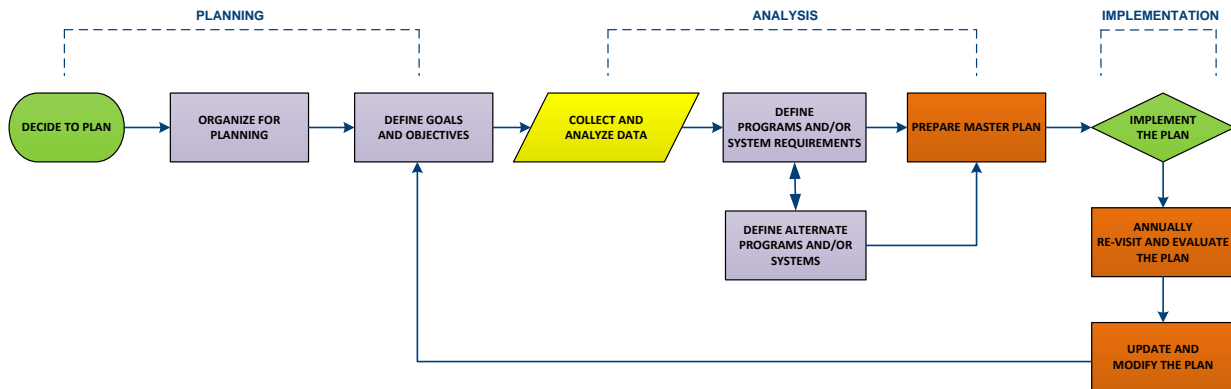 PLANNING
ANALYSIS
IMPLEMENTATION
DECIDE TO PLAN
ORGANIZE FOR
PLANNING
DEFINE GOALS
AND OBJECTIVES
COLLECT AND
ANALYZE DATA
DEFINE
PROGRAMS AND/OR
SYSTEM REQUIREMENTS
PREPARE MASTER PLAN
IMPLEMENT
THE PLAN
DEFINE ALTERNATE
PROGRAMS AND/OR
SYSTEMS
ANNUALLY
RE-VISIT AND EVALUATE
THE PLAN
UPDATE AND
MODIFY THE PLAN